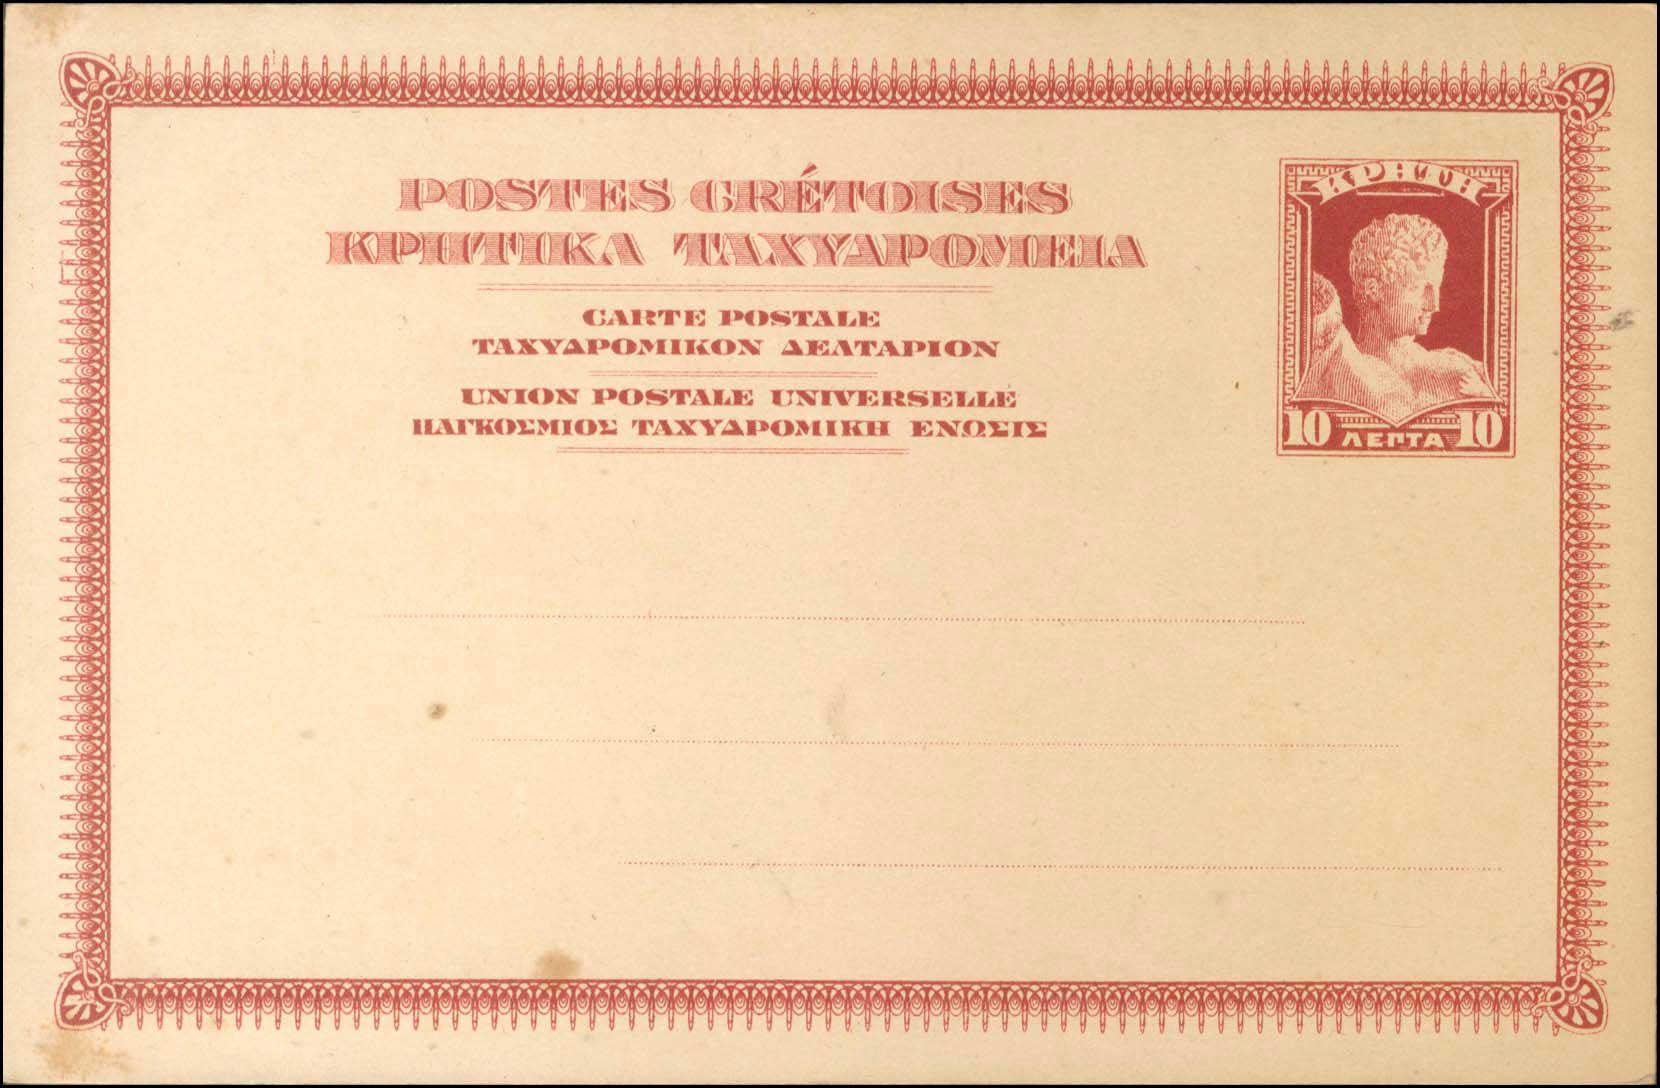 POSTES CRÉTOISES
ΚΡΗΤΙΚΑ ΤΑΧΥΔΡΟΜΕΙΑ
CARTE POSTALE
ΤΑΧΥΔΡΟΜΙΚΟΝ ΔΕΛΤΑΡΙΟΝ
UNION POSTALE UNIVERSELLE
ΠΑΓΚΟΣΜΙΟΣ ΤΑΧΥΔΡΟΜΙΚΗ ΕΝΩΣΙΣ
ΚΡΗΤΗ
10 ΛΕΠΤΑ 10